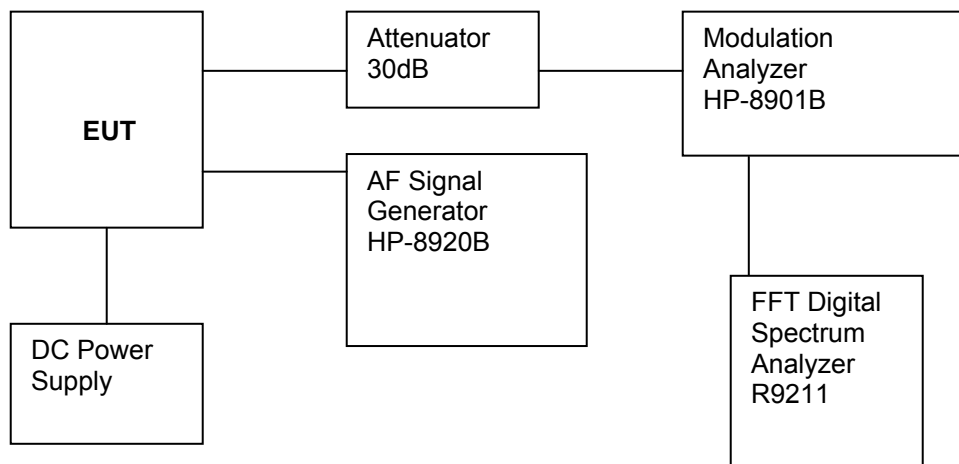 EUT
Attenuator
30dB
Modulation
Analyzer
HP-8901B
AF Signal
Generator
HP-8920B
DC Power
Supply
FFT Digital
Spectrum
Analyzer
R9211